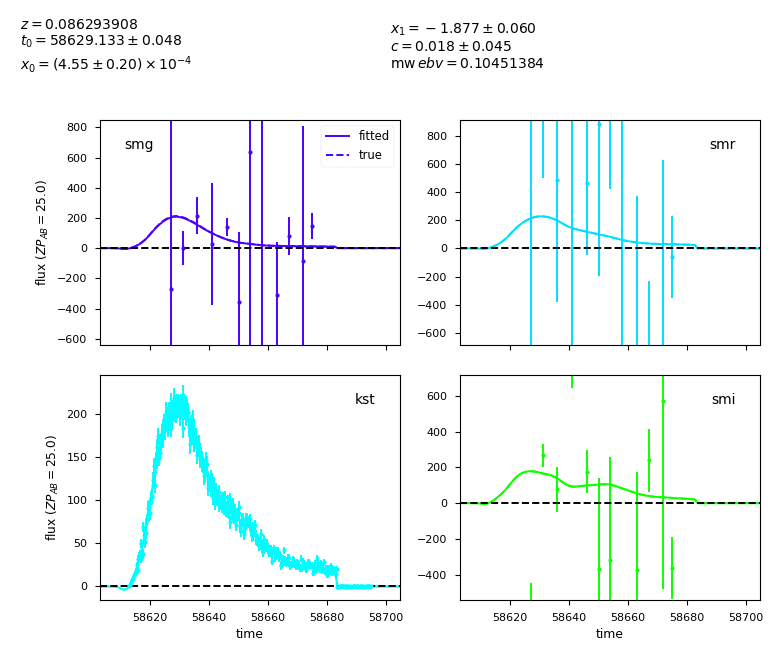 z = 0.086293908
t₀ = 58629.133 ± 0.048
x₀ = (4.55 ± 0.20) × 10⁻⁴
x₁ = −1.877 ± 0.060
c = 0.018 ± 0.045
mw ebv = 0.10451384
smg
fitted
true
800
600
400
200
0
−200
−400
−600
flux (ZP_AB = 25.0)
smr
800
600
400
200
0
−200
−400
−600
kst
200
150
100
50
0
flux (ZP_AB = 25.0)
58620 58640 58660 58680 58700
time
smi
600
400
200
0
−200
−400
58620 58640 58660 58680 58700
time